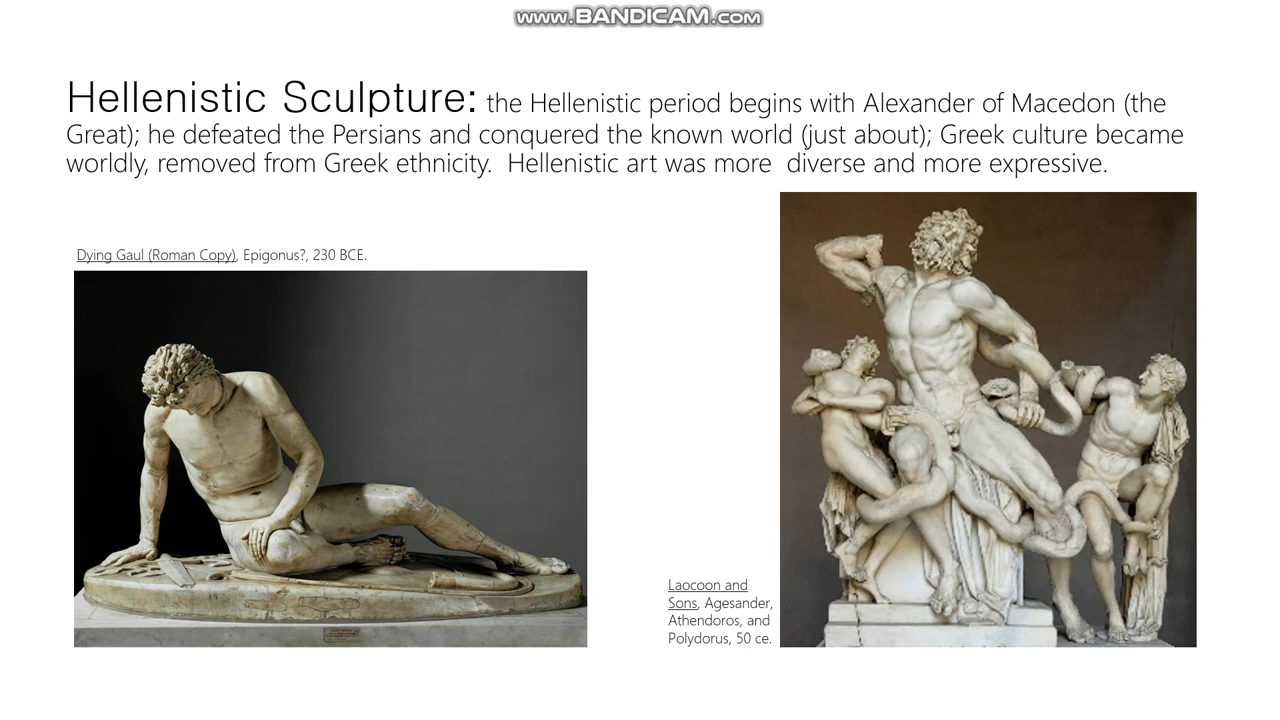 www.BANDICAM.com
Hellenistic Sculpture: the Hellenistic period begins with Alexander of Macedon (the
Great); he defeated the Persians and conquered the known world (just about); Greek culture became
worldly, removed from Greek ethnicity.  Hellenistic art was more  diverse and more expressive.
Dying Gaul (Roman Copy), Epigonus?, 230 BCE.
Laocoon and
Sons, Agesander,
Athendoros, and
Polydorus, 50 ce.